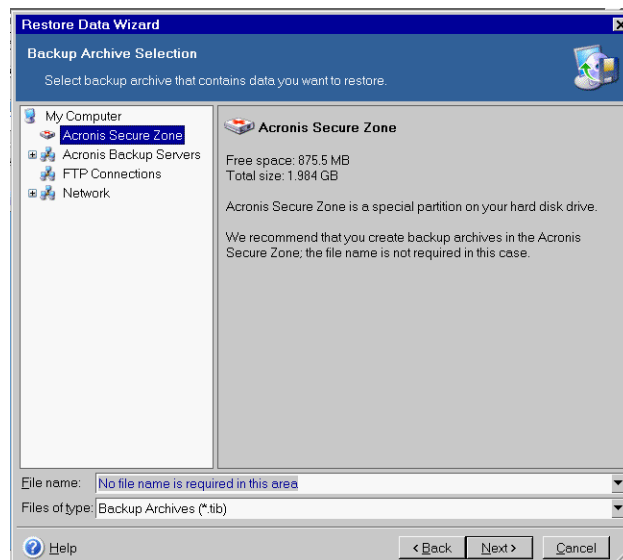 Restore Data Wizard
Backup Archive Selection
Select backup archive that contains data you want to restore.
My Computer
Acronis Secure Zone
Acronis Backup Servers
FTP Connections
Network
Acronis Secure Zone
Free space: 875.5 MB
Total size: 1.984 GB
Acronis Secure Zone is a special partition on your hard disk drive.
We recommend that you create backup archives in the Acronis
Secure Zone; the file name is not required in this case.
File name: No file name is required in this area
Files of type: Backup Archives (*.tib)
Help
< Back
Next >
Cancel